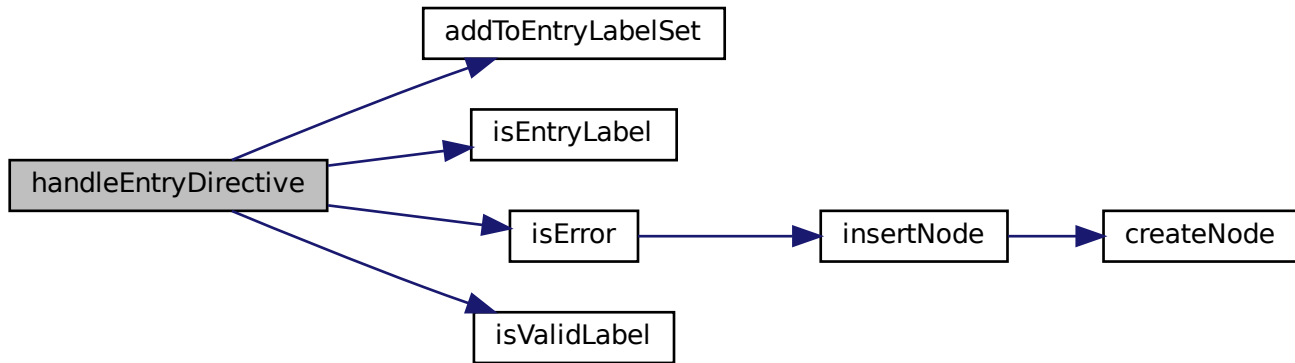 addToEntryLabelSet
isEntryLabel
handleEntryDirective
isError
insertNode
createNode
isValidLabel